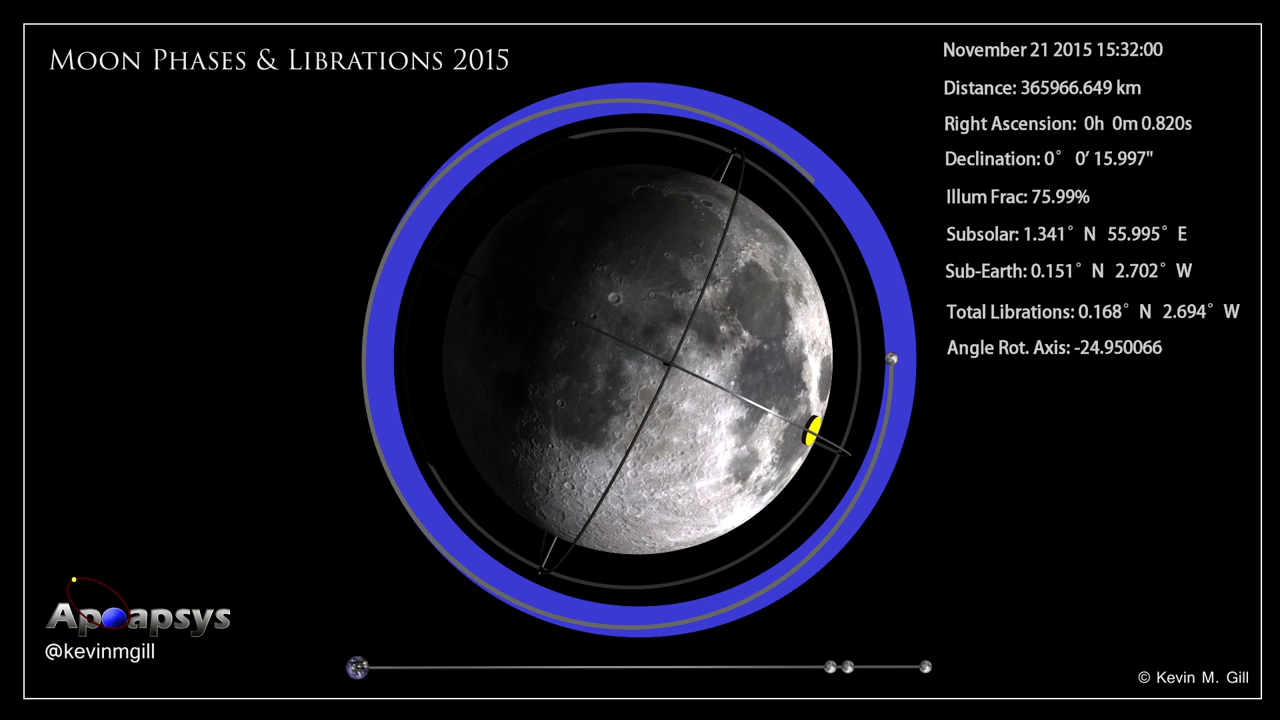 MOON PHASES & LIBRATIONS 2015
November 21 2015 15:32:00
Distance: 365966.649 km
Right Ascension: 0h 0m 0.820s
Declination: 0° 0' 15.997"
Illum Frac: 75.99%
Subsolar: 1.341° N 55.995° E
Sub-Earth: 0.151° N 2.702° W
Total Librations: 0.168° N 2.694° W
Angle Rot. Axis: -24.950066
Apoapsys
@kevinmgill
© Kevin M. Gill